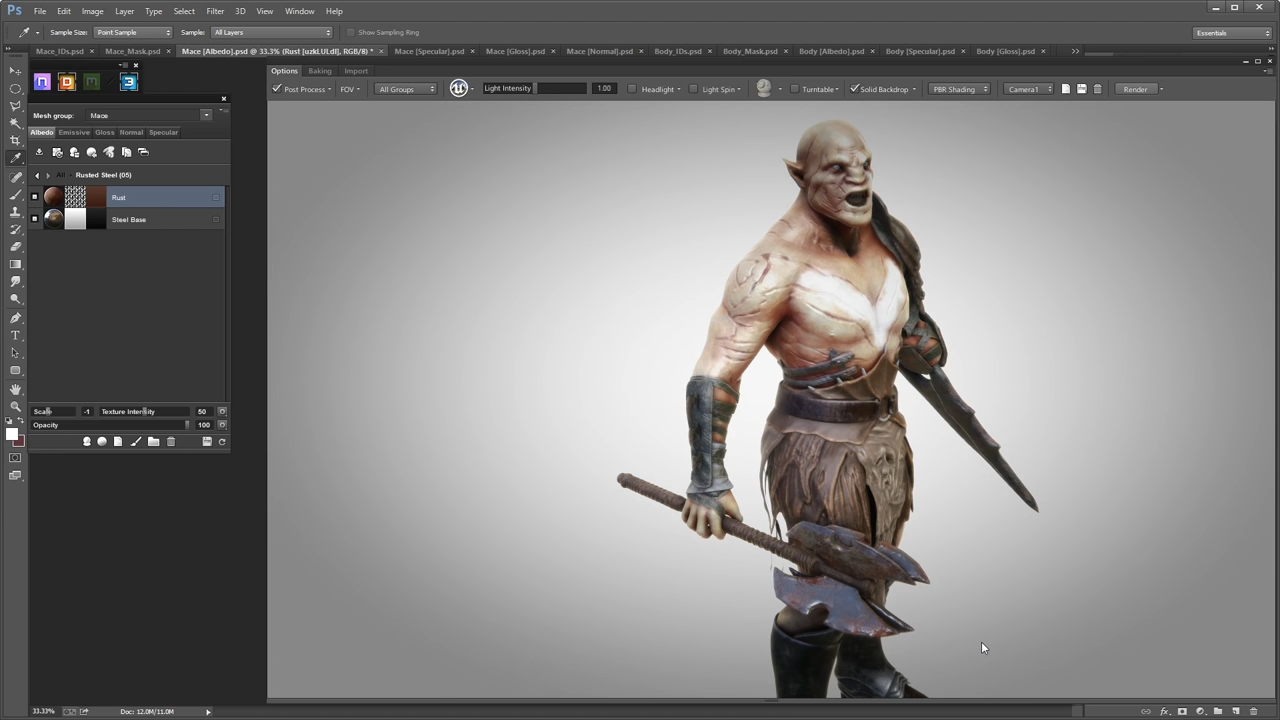 Ps File Edit Image Layer Type Select Filter 3D View Window Help
Sample Size: Point Sample Sample: All Layers Show Sampling Ring Essentials
Mace_IDs.psd × Mace_Mask.psd × Mace [Albedo].psd @ 33.3% (Rust [uzkLULdI], RGB/8) * × Mace [Specular].psd × Mace [Gloss].psd × Mace [Normal].psd × Body_IDs.psd × Body_Mask.psd × Body [Albedo].psd × Body [Specular].psd × Body [Gloss].psd ×
Options Baking Import
Post Process FOV All Groups Light Intensity 1.00 Headlight Light Spin Turntable Solid Backdrop PBR Shading Camera1 Render
n D M 3
Mesh group: Mace
Albedo Emissive Gloss Normal Specular
All Rusted Steel (05)
Rust
Steel Base
Scale -1 Texture Intensity 50
Opacity 100
33.33% Doc: 12.0M/11.0M
fx